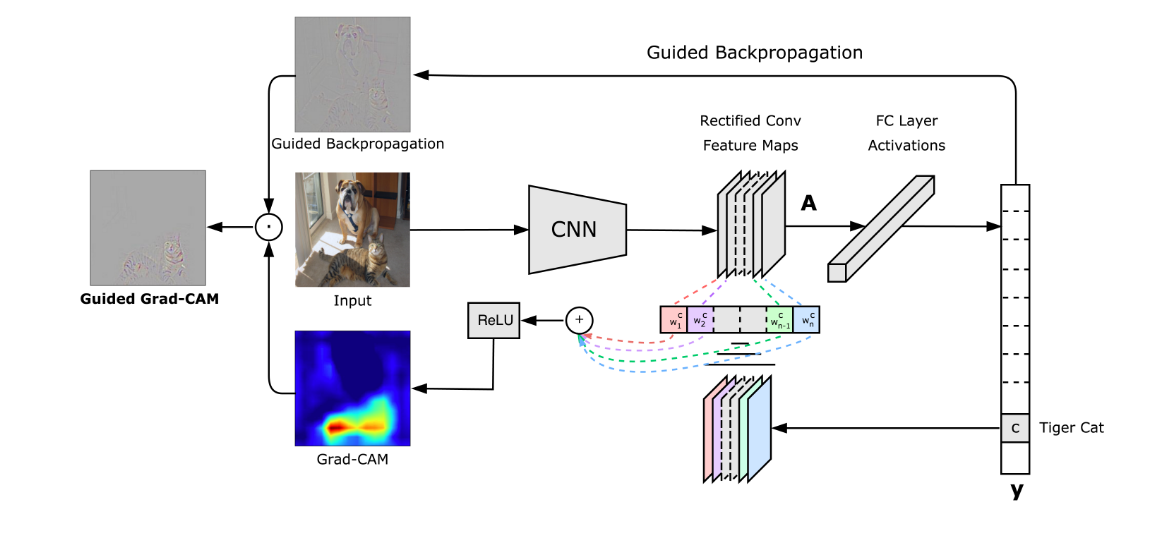 Guided Backpropagation
Rectified Conv
Feature Maps
FC Layer
Activations
Guided Backpropagation
A
CNN
Guided Grad-CAM
Input
w1c w2c wn-1c wnc
ReLU
+
c
Tiger Cat
Grad-CAM
y